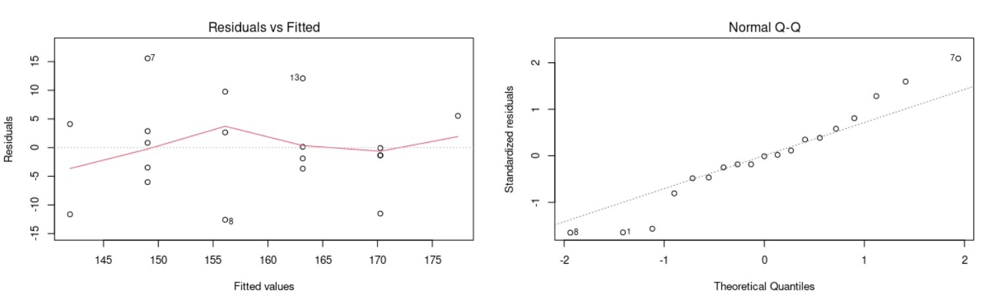 Residuals vs Fitted
Residuals
15
10
5
0
-5
-10
-15
7
13
8
145 150 155 160 165 170 175
Fitted values
Normal Q-Q
Standardized residuals
2
1
0
-1
7
8
1
-2 -1 0 1 2
Theoretical Quantiles